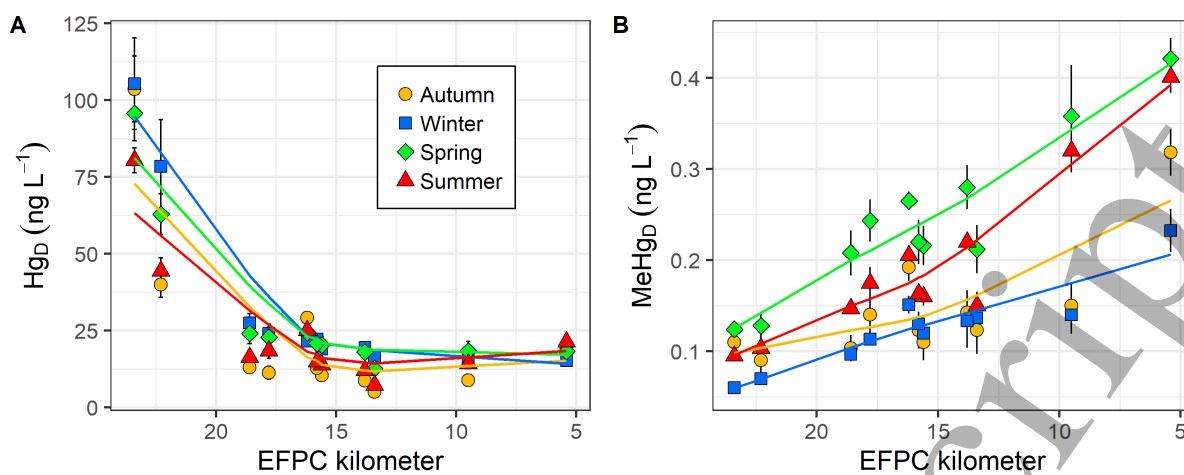 A
HgD (ng L−1)
125
100
75
50
25
0
Autumn
Winter
Spring
Summer
20
15
10
5
EFPC kilometer
B
MeHgD (ng L−1)
0.4
0.3
0.2
0.1
20
15
10
5
EFPC kilometer
cript